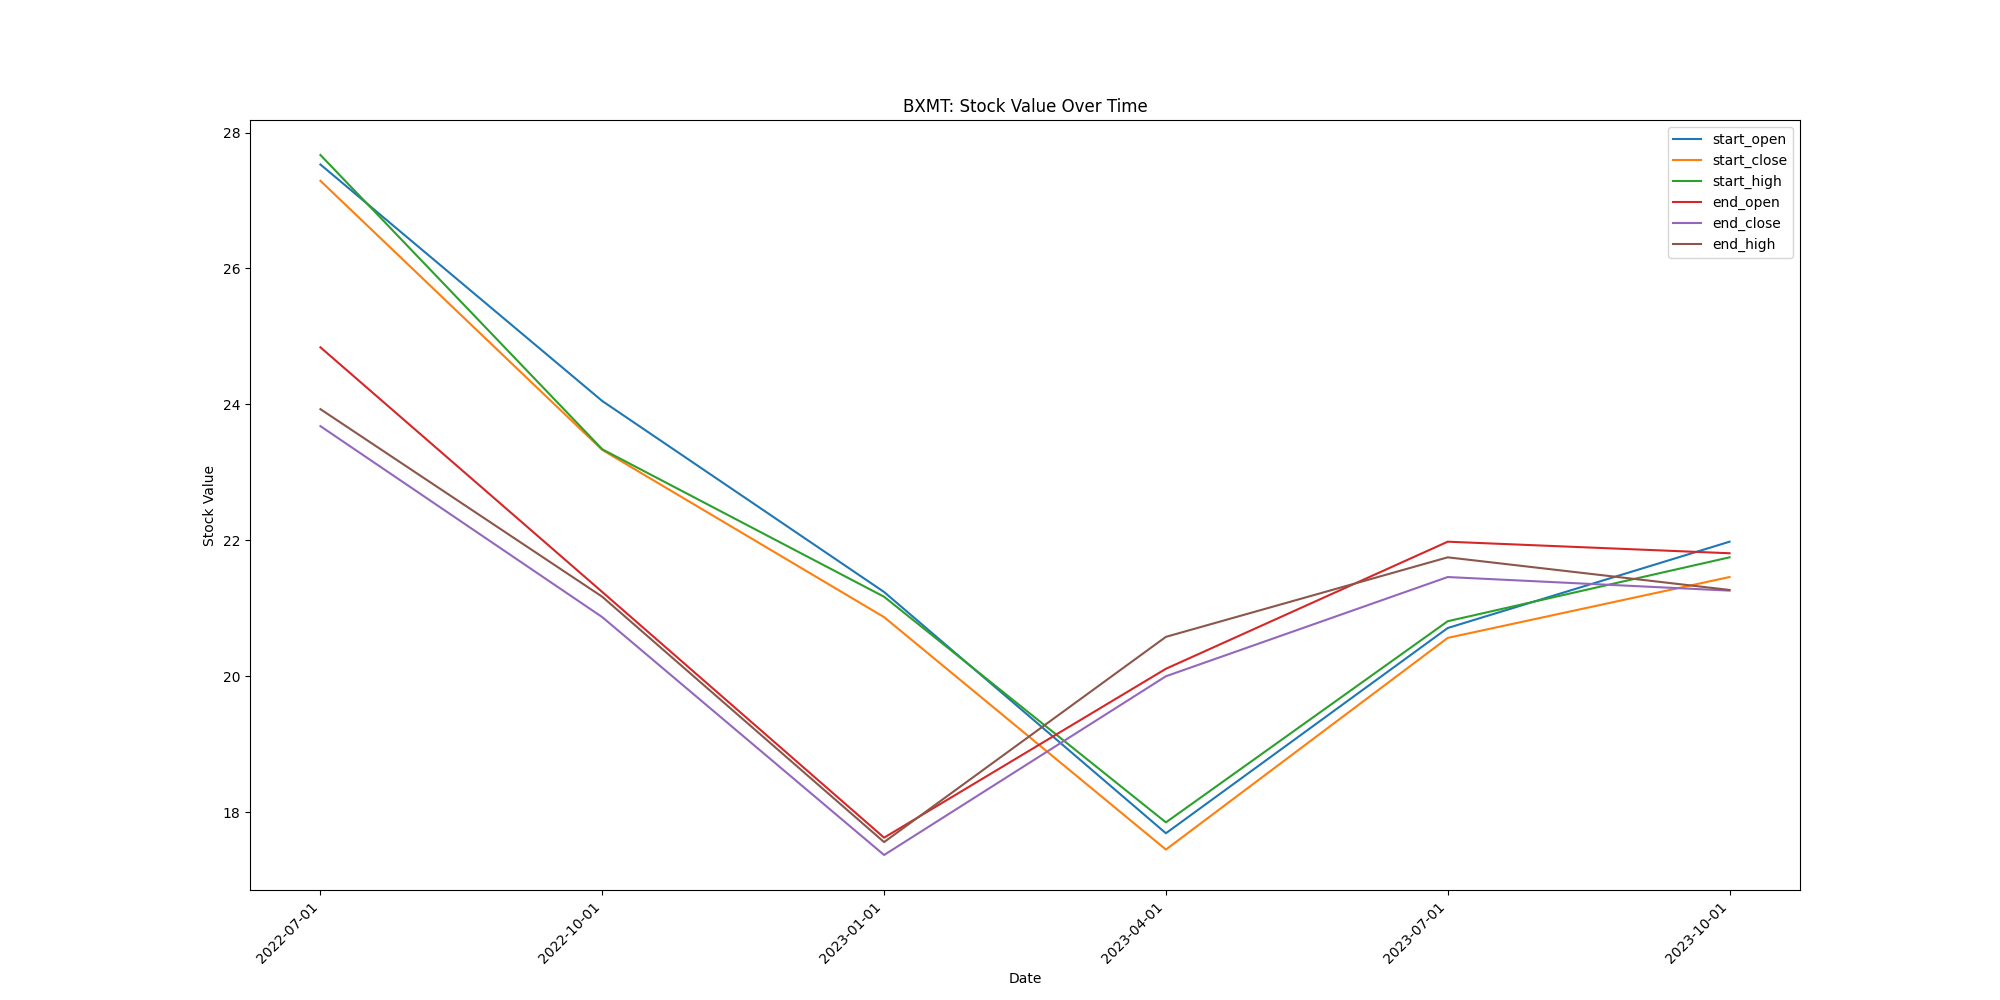 BXMT: Stock Value Over Time
28
26
24
22
20
18
Stock Value
start_open
start_close
start_high
end_open
end_close
end_high
2022-07-01
2022-10-01
2023-01-01
2023-04-01
2023-07-01
2023-10-01
Date